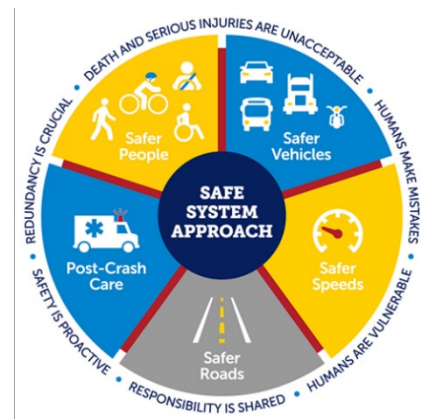 DEATH AND SERIOUS INJURIES ARE UNACCEPTABLE
HUMANS MAKE MISTAKES
HUMANS ARE VULNERABLE
RESPONSIBILITY IS SHARED
SAFETY IS PROACTIVE
REDUNDANCY IS CRUCIAL
Safer
People
Safer
Vehicles
SAFE
SYSTEM
APPROACH
Post-Crash
Care
Safer
Speeds
Safer
Roads